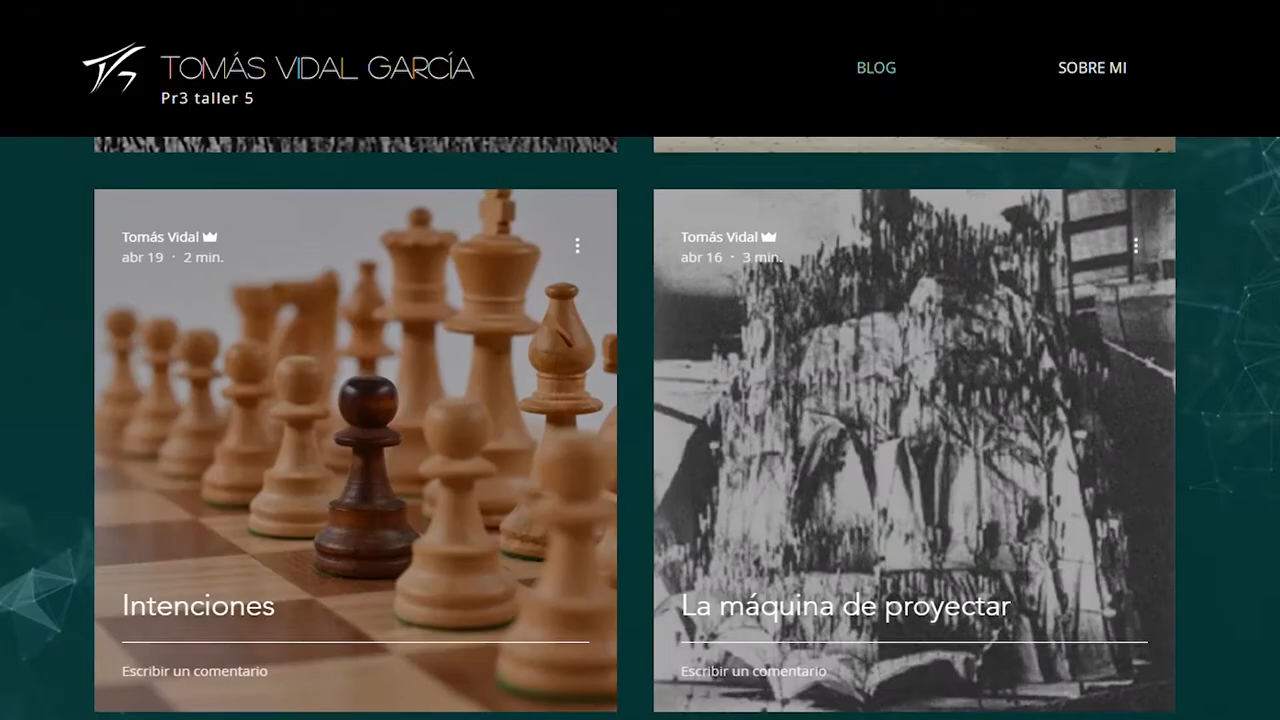 TOMÁS VIDAL GARCÍA
Pr3 taller 5
BLOG
SOBRE MI
Tomás Vidal
abr 19 · 2 min.
Intenciones
Escribir un comentario
Tomás Vidal
abr 16 · 3 min.
La máquina de proyectar
Escribir un comentario